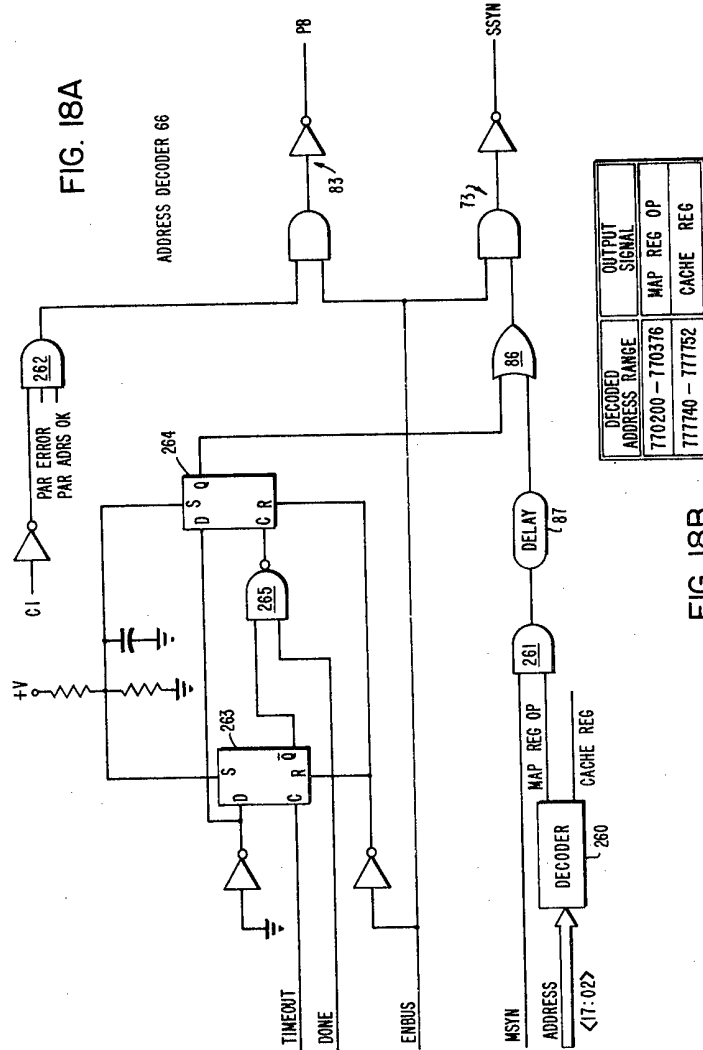 FIG. 18A
ADDRESS DECODER 66
C1
PAR ERROR
PAR ADRS OK
262
+V
263
S
D
Q
C
R
264
S
D
Q
C
R
265
83
PB
73
SSYN
86
DELAY
87
261
TIMEOUT
DONE
ENBUS
MSYN
MAP REG OP
CACHE REG
DECODER
260
ADDRESS
<17:02>
DECODED ADDRESS RANGE
OUTPUT SIGNAL
770200-770376
MAP REG OP
777740-777752
CACHE REG
FIG. 18B